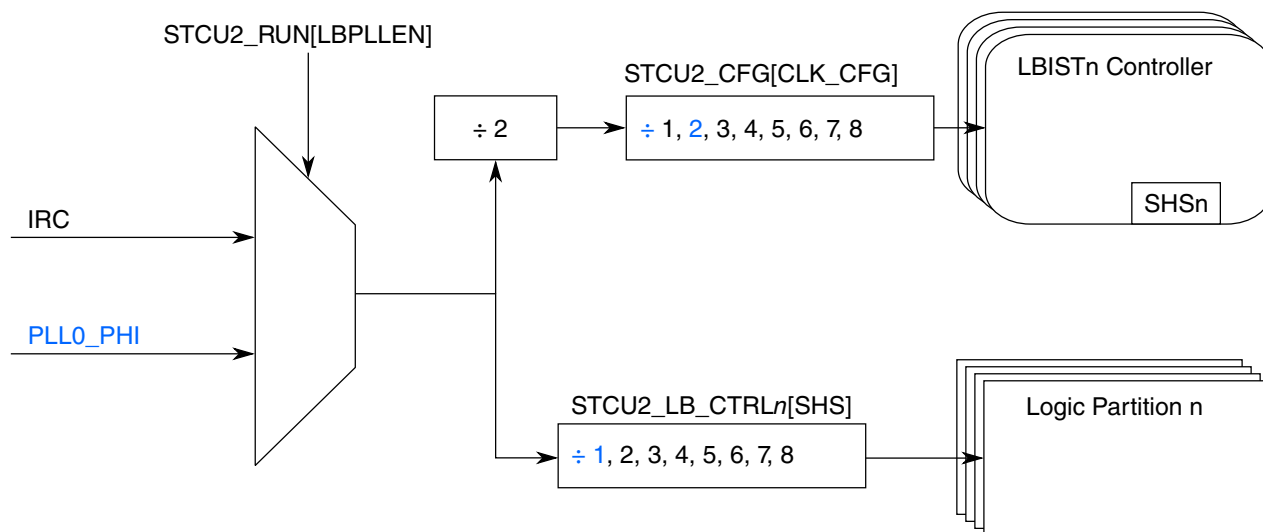 STCU2_RUN[LBPLLEN]
STCU2_CFG[CLK_CFG]
LBISTn Controller
÷ 2
÷ 1, 2, 3, 4, 5, 6, 7, 8
SHSn
IRC
PLL0_PHI
STCU2_LB_CTRLn[SHS]
Logic Partition n
÷ 1, 2, 3, 4, 5, 6, 7, 8